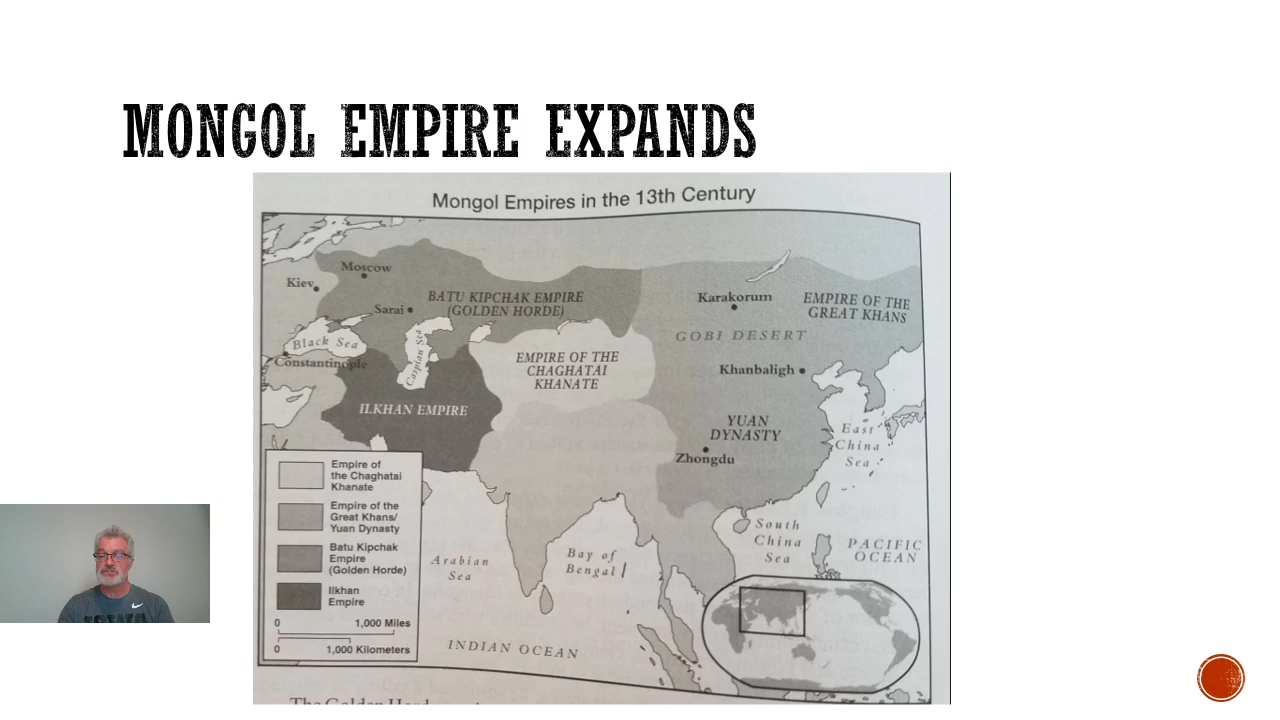 MONGOL EMPIRE EXPANDS
Mongol Empires in the 13th Century
Moscow
Kiev
BATU KIPCHAK EMPIRE
(GOLDEN HORDE)
Sarai
Karakorum
EMPIRE OF THE
GREAT KHANS
GOBI DESERT
Black Sea
Caspian Sea
Constantinople
EMPIRE OF THE
CHAGHATAI
KHANATE
Khanbaligh
ILKHAN EMPIRE
YUAN
DYNASTY
East
China
Sea
Zhongdu
Empire of
the Chaghatai
Khanate
Empire of the
Great Khans/
Yuan Dynasty
Batu Kipchak
Empire
(Golden Horde)
Ilkhan
Empire
0 1,000 Miles
0 1,000 Kilometers
Arabian
Sea
Bay of
Bengal
South
China
Sea
PACIFIC
OCEAN
INDIAN OCEAN
The Golden